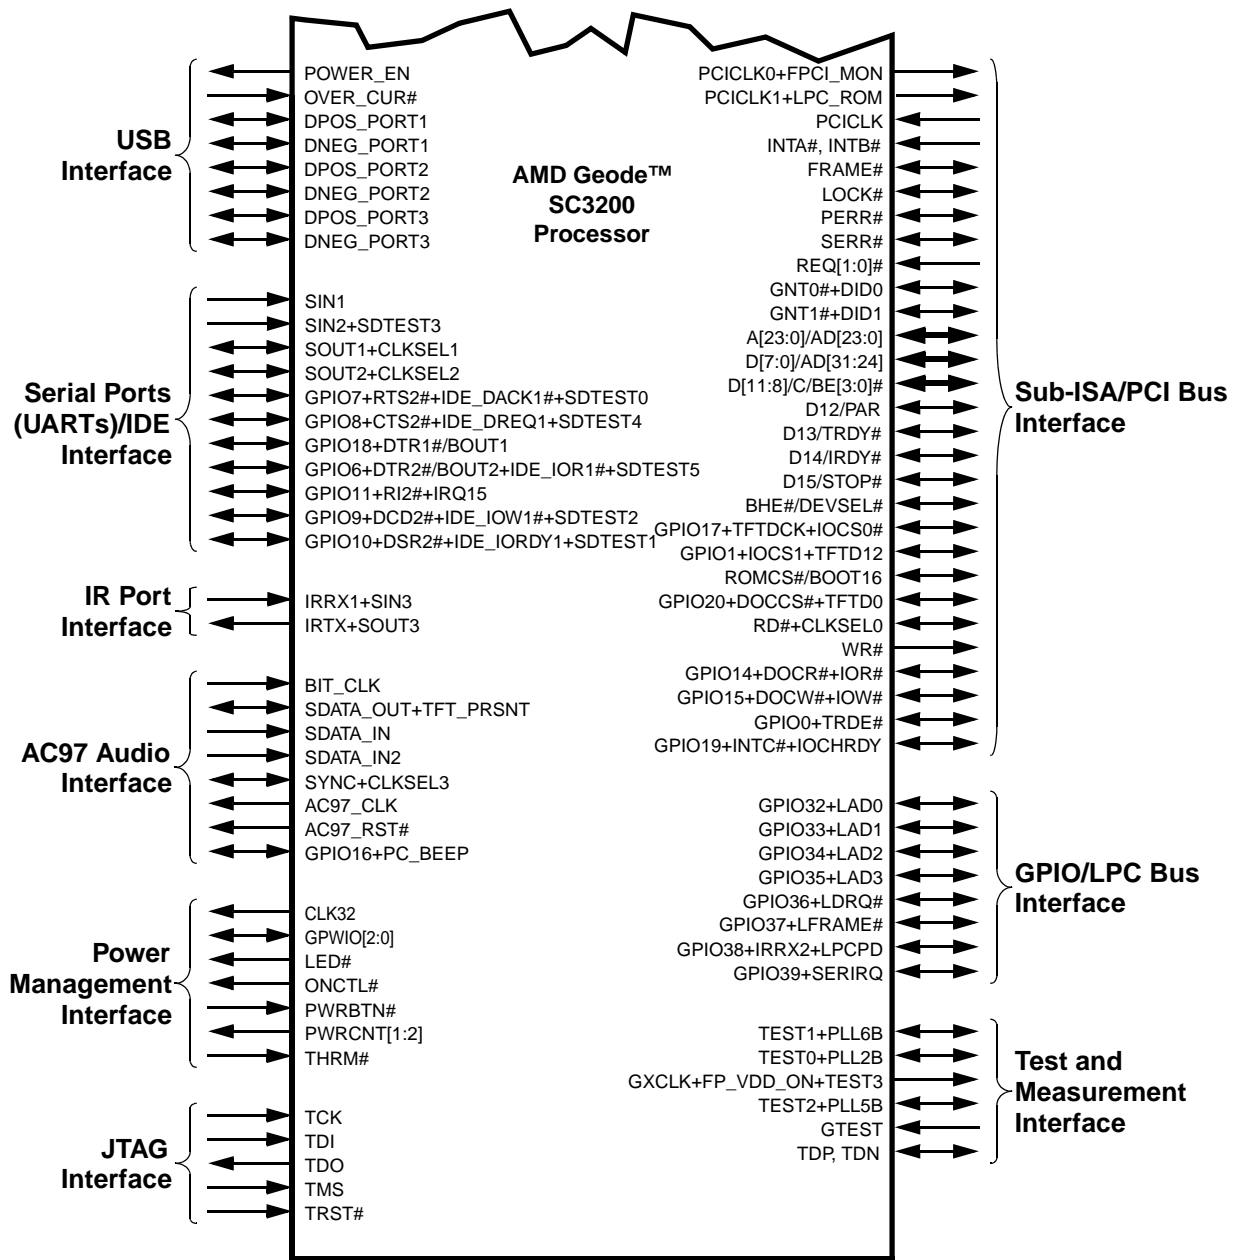 AMD Geode™
SC3200
Processor
USB
Interface
POWER_EN
OVER_CUR#
DPOS_PORT1
DNEG_PORT1
DPOS_PORT2
DNEG_PORT2
DPOS_PORT3
DNEG_PORT3
Serial Ports
(UARTs)/IDE
Interface
SIN1
SIN2+SDTEST3
SOUT1+CLKSEL1
SOUT2+CLKSEL2
GPIO7+RTS2#+IDE_DACK1#+SDTEST0
GPIO8+CTS2#+IDE_DREQ1+SDTEST4
GPIO18+DTR1#/BOUT1
GPIO6+DTR2#/BOUT2+IDE_IOR1#+SDTEST5
GPIO11+RI2#+IRQ15
GPIO9+DCD2#+IDE_IOW1#+SDTEST2
GPIO10+DSR2#+IDE_IORDY1+SDTEST1
IR Port
Interface
IRRX1+SIN3
IRTX+SOUT3
AC97 Audio
Interface
BIT_CLK
SDATA_OUT+TFT_PRSNT
SDATA_IN
SDATA_IN2
SYNC+CLKSEL3
AC97_CLK
AC97_RST#
GPIO16+PC_BEEP
Power
Management
Interface
CLK32
GPWIO[2:0]
LED#
ONCTL#
PWRBTN#
PWRCNT[1:2]
THRM#
JTAG
Interface
TCK
TDI
TDO
TMS
TRST#
PCICLK0+FPCI_MON
PCICLK1+LPC_ROM
PCICLK
INTA#, INTB#
FRAME#
LOCK#
PERR#
SERR#
REQ[1:0]#
GNT0#+DID0
GNT1#+DID1
A[23:0]/AD[23:0]
D[7:0]/AD[31:24]
D[11:8]/C/BE[3:0]#
D12/PAR
D13/TRDY#
D14/IRDY#
D15/STOP#
BHE#/DEVSEL#
GPIO17+TFTDCK+IOCS0#
GPIO1+IOCS1+TFTD12
ROMCS#/BOOT16
GPIO20+DOCCS#+TFTD0
RD#+CLKSEL0
WR#
GPIO14+DOCR#+IOR#
GPIO15+DOCW#+IOW#
GPIO0+TRDE#
GPIO19+INTC#+IOCHRDY
Sub-ISA/PCI Bus
Interface
GPIO32+LAD0
GPIO33+LAD1
GPIO34+LAD2
GPIO35+LAD3
GPIO36+LDRQ#
GPIO37+LFRAME#
GPIO38+IRRX2+LPCPD
GPIO39+SERIRQ
GPIO/LPC Bus
Interface
TEST1+PLL6B
TEST0+PLL2B
GXCLK+FP_VDD_ON+TEST3
TEST2+PLL5B
GTEST
TDP, TDN
Test and
Measurement
Interface